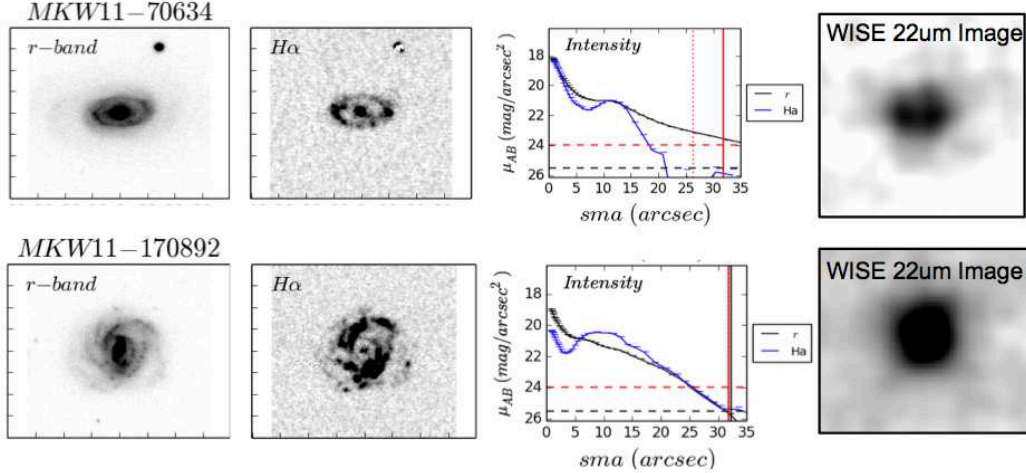 MKW11−70634
r−band
Hα
Intensity
r
Ha
μAB (mag/arcsec²)
18
20
22
24
26
0 5 10 15 20 25 30 35
sma (arcsec)
WISE 22um Image
MKW11−170892
r−band
Hα
Intensity
r
Ha
μAB (mag/arcsec²)
18
20
22
24
26
0 5 10 15 20 25 30 35
sma (arcsec)
WISE 22um Image